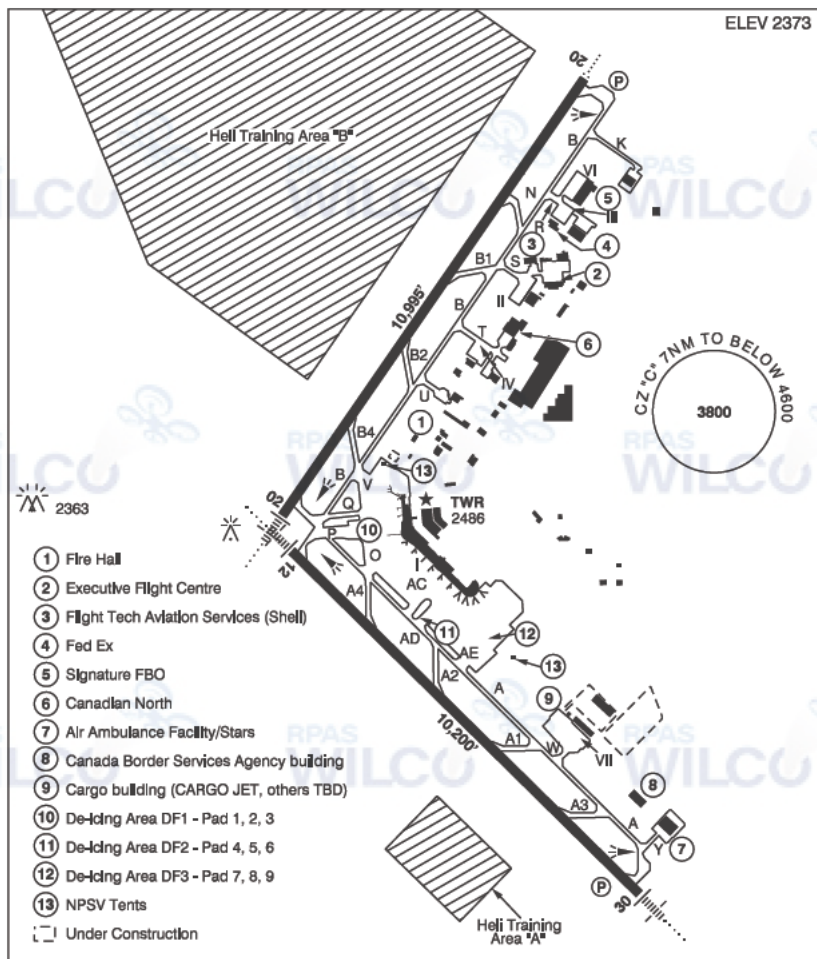 ELEV 2373
20
P
Heli Training Area "B"
B
K
VI
N
5
III
R
4
3
S
B1
2
10,995'
B
II
T
6
CZ "C" 7NM TO BELOW 4600
3800
B2
IV
U
1
B4
13
B
V
TWR
2486
02
Q
2363
P
10
12
O
I
AC
A4
11
12
AD
AE
13
A2
A
9
10,200'
A1
W
VII
A3
8
A
Y
7
P
30
Heli Training
Area "A"
1 Fire Hall
2 Executive Flight Centre
3 Flight Tech Aviation Services (Shell)
4 Fed Ex
5 Signature FBO
6 Canadian North
7 Air Ambulance Facility/Stars
8 Canada Border Services Agency building
9 Cargo building (CARGO JET, others TBD)
10 De-Icing Area DF1 - Pad 1, 2, 3
11 De-Icing Area DF2 - Pad 4, 5, 6
12 De-Icing Area DF3 - Pad 7, 8, 9
13 NPSV Tents
Under Construction
RPAS
WILCO
RPAS
WILCO
RPAS
WILCO
RPAS
WILCO